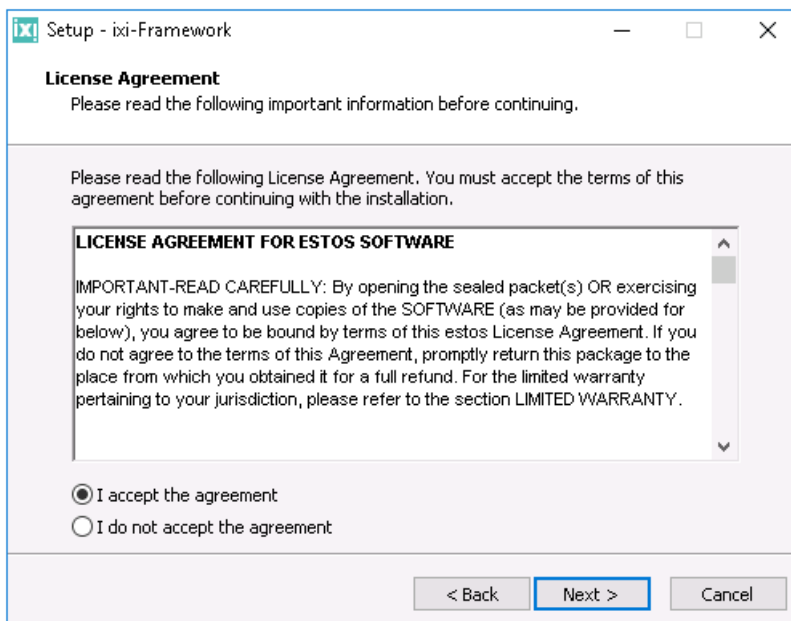 ixi Setup - ixi-Framework
License Agreement
Please read the following important information before continuing.
Please read the following License Agreement. You must accept the terms of this
agreement before continuing with the installation.
LICENSE AGREEMENT FOR ESTOS SOFTWARE
IMPORTANT-READ CAREFULLY: By opening the sealed packet(s) OR exercising
your rights to make and use copies of the SOFTWARE (as may be provided for
below), you agree to be bound by terms of this estos License Agreement. If you
do not agree to the terms of this Agreement, promptly return this package to the
place from which you obtained it for a full refund. For the limited warranty
pertaining to your jurisdiction, please refer to the section LIMITED WARRANTY.
I accept the agreement
I do not accept the agreement
< Back Next > Cancel